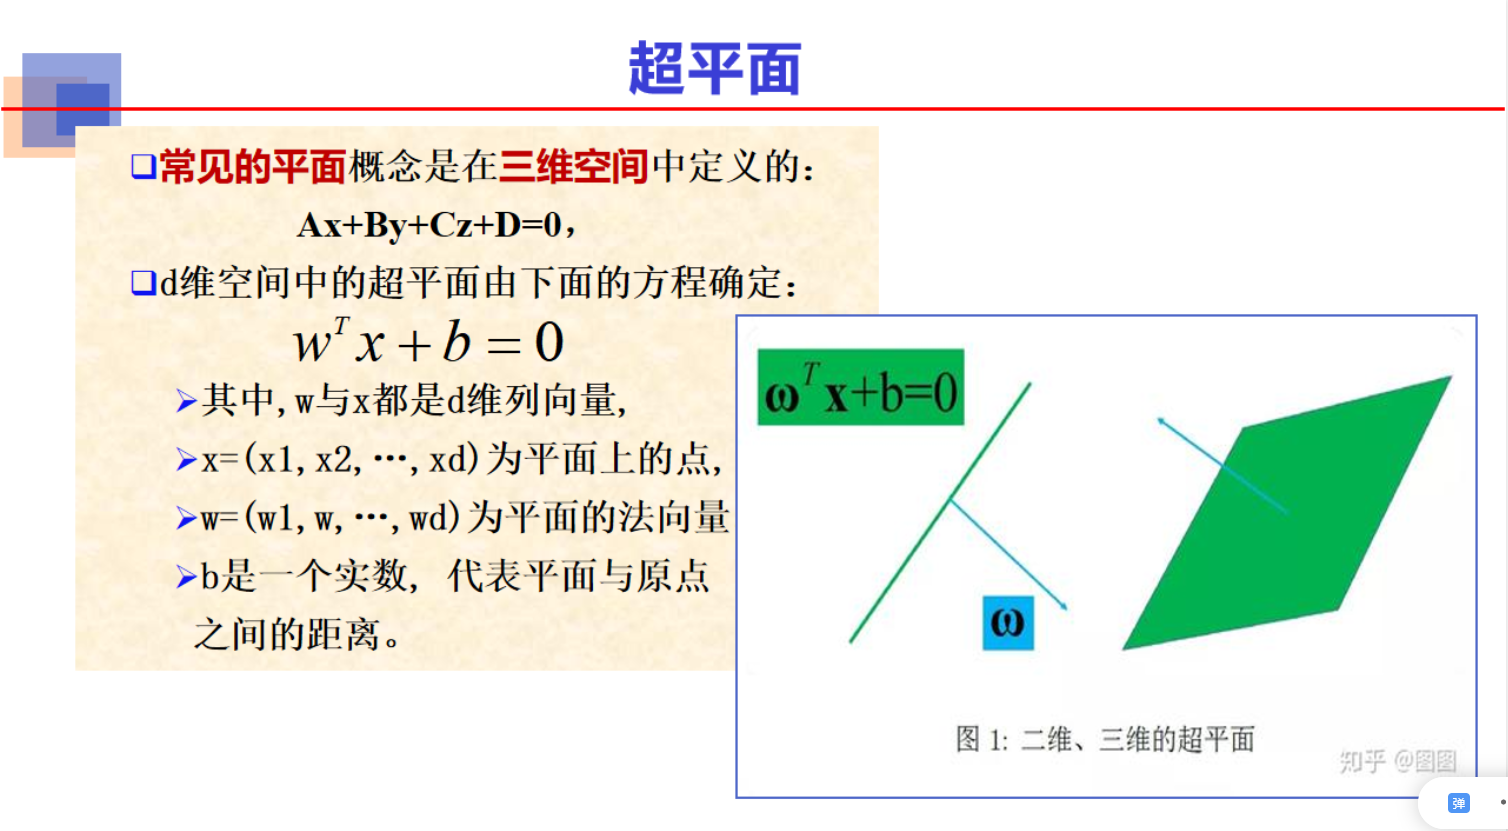 超平面
❑常见的平面概念是在三维空间中定义的：
Ax+By+Cz+D=0，
❑d维空间中的超平面由下面的方程确定：
w^T x + b = 0
➢其中,w与x都是d维列向量,
➢x=(x1,x2,…,xd)为平面上的点,
➢w=(w1,w,…,wd)为平面的法向量
➢b是一个实数, 代表平面与原点
之间的距离。
ω^T x+b=0
ω
图 1: 二维、三维的超平面
知乎 @图图
弹